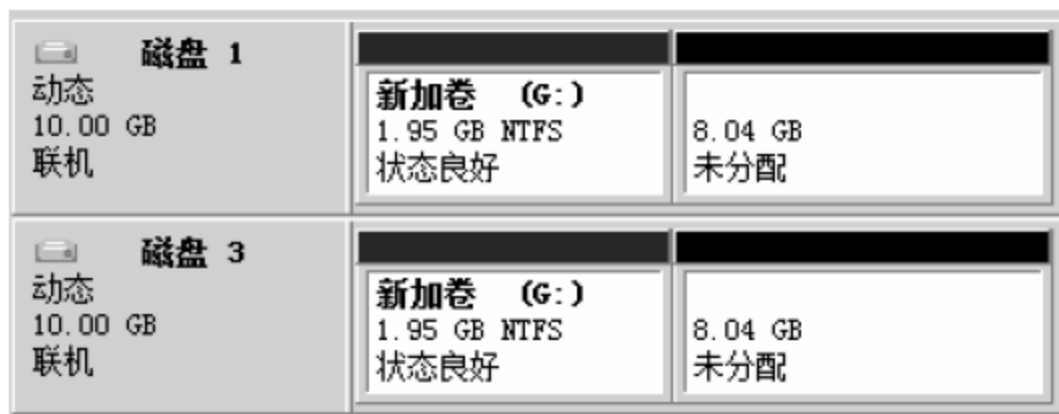 磁盘 1
动态
10.00 GB
联机
新加卷 (G:)
1.95 GB NTFS
状态良好
8.04 GB
未分配
磁盘 3
动态
10.00 GB
联机
新加卷 (G:)
1.95 GB NTFS
状态良好
8.04 GB
未分配